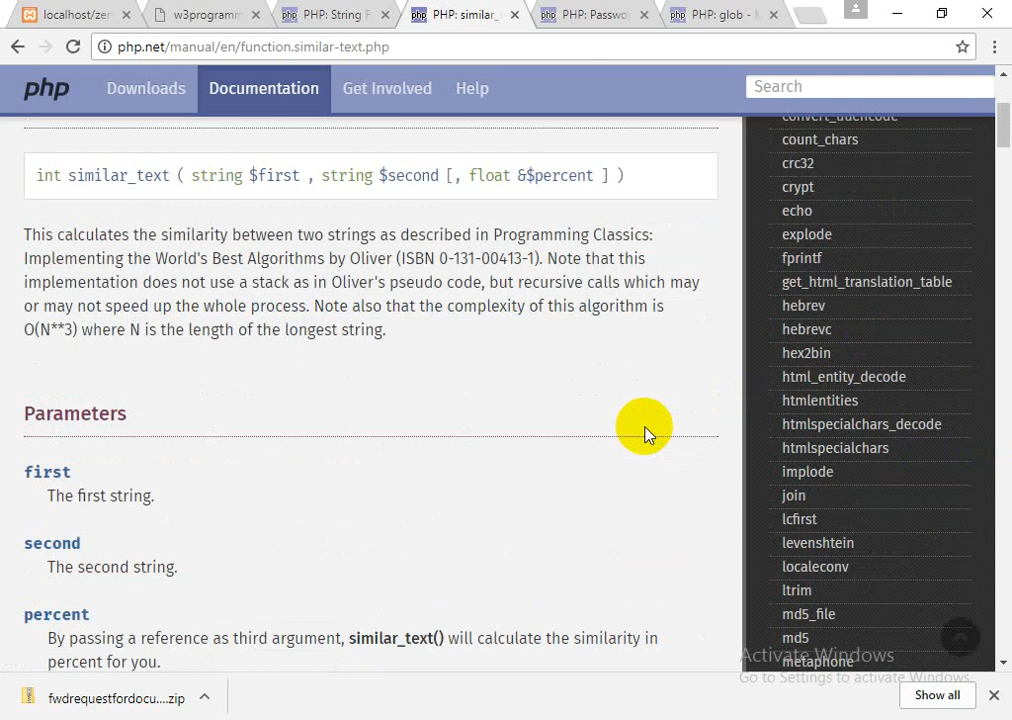 localhost/zer
w3programm
PHP: String F
PHP: similar_
PHP: Passwo
PHP: glob - M
php.net/manual/en/function.similar-text.php
php
Downloads
Documentation
Get Involved
Help
Search
int similar_text ( string $first , string $second [, float &$percent ] )
This calculates the similarity between two strings as described in Programming Classics:
Implementing the World's Best Algorithms by Oliver (ISBN 0-131-00413-1). Note that this
implementation does not use a stack as in Oliver's pseudo code, but recursive calls which may
or may not speed up the whole process. Note also that the complexity of this algorithm is
O(N**3) where N is the length of the longest string.
Parameters
first
The first string.
second
The second string.
percent
By passing a reference as third argument, similar_text() will calculate the similarity in
percent for you.
convert_uuencode
count_chars
crc32
crypt
echo
explode
fprintf
get_html_translation_table
hebrev
hebrevc
hex2bin
html_entity_decode
htmlentities
htmlspecialchars_decode
htmlspecialchars
implode
join
lcfirst
levenshtein
localeconv
ltrim
md5_file
md5
metaphone
Activate Windows
Go to Settings to activate Windows.
fwdrequestfordocu....zip
Show all